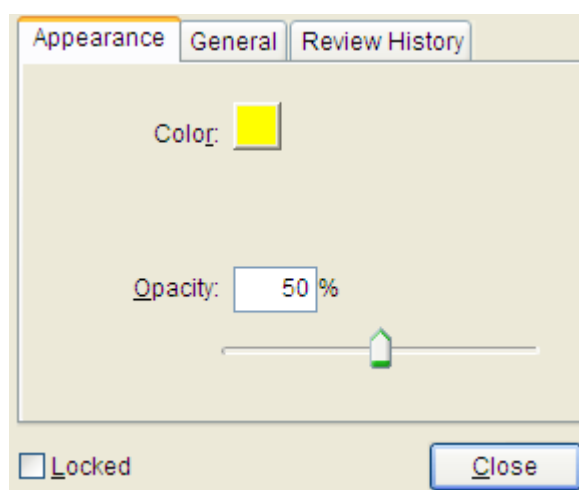 Appearance General Review History
Color:
Opacity: 50 %
Locked Close